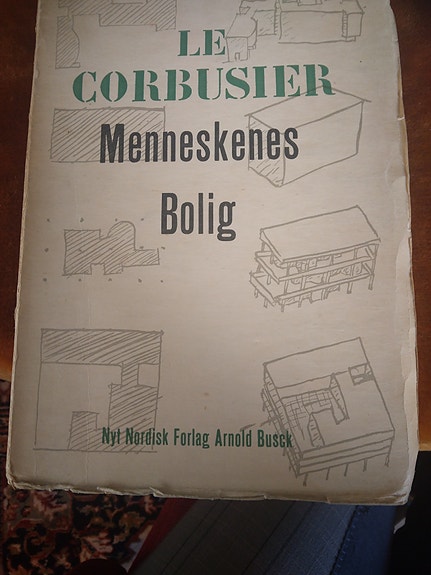 LE
CORBUSIER
Menneskenes
Bolig
Nyt Nordisk Forlag Arnold Busck